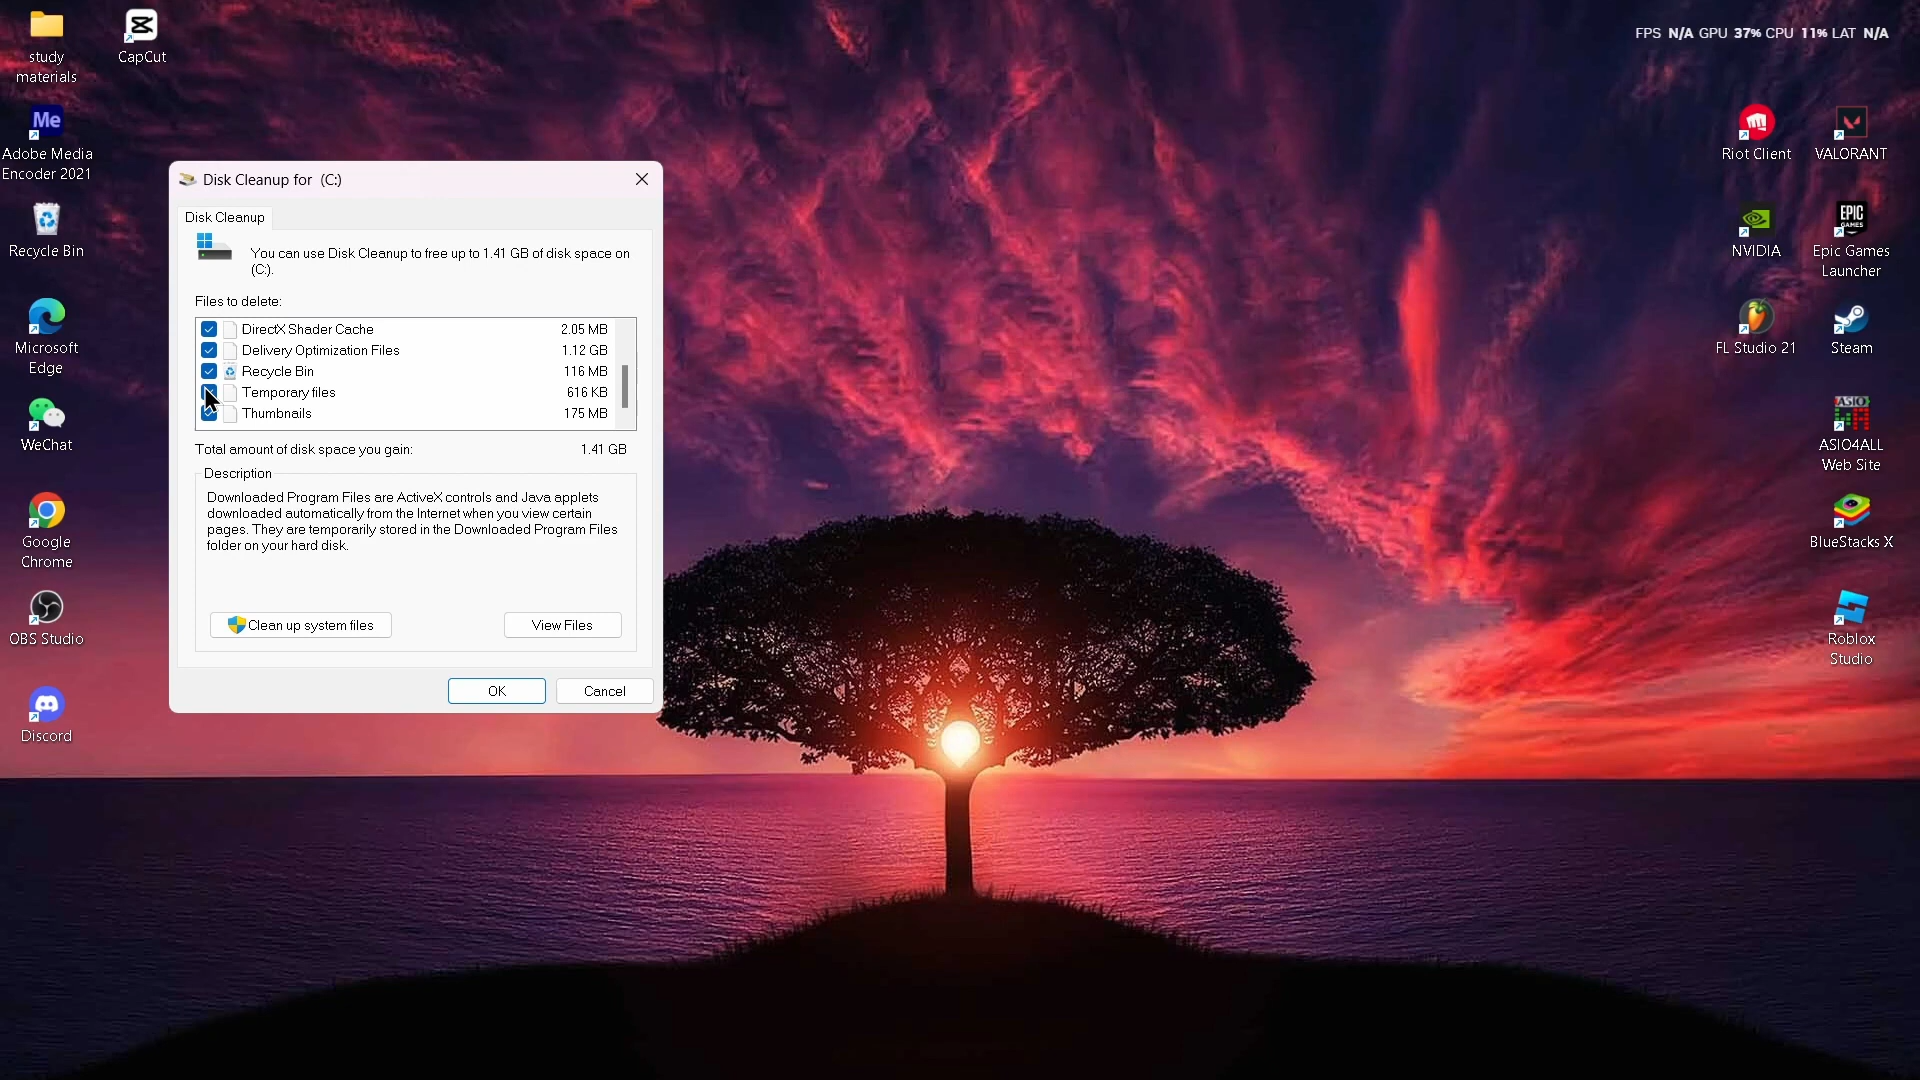 study
materials
CapCut
FPS N/A GPU 37% CPU 11% LAT N/A
Me
Adobe Media
Encoder 2021
Riot Client
VALORANT
Recycle Bin
NVIDIA
EPIC
GAMES
Epic Games
Launcher
Microsoft
Edge
FL Studio 21
Steam
WeChat
ASIO
ASIO4ALL
Web Site
Google
Chrome
BlueStacks X
OBS Studio
Roblox
Studio
Discord
Disk Cleanup for  (C:)
Disk Cleanup
You can use Disk Cleanup to free up to 1.41 GB of disk space on
(C:).
Files to delete:
DirectX Shader Cache 2.05 MB
Delivery Optimization Files 1.12 GB
Recycle Bin 116 MB
Temporary files 616 KB
Thumbnails 175 MB
Total amount of disk space you gain: 1.41 GB
Description
Downloaded Program Files are ActiveX controls and Java applets
downloaded automatically from the Internet when you view certain
pages. They are temporarily stored in the Downloaded Program Files
folder on your hard disk.
Clean up system files
View Files
OK
Cancel